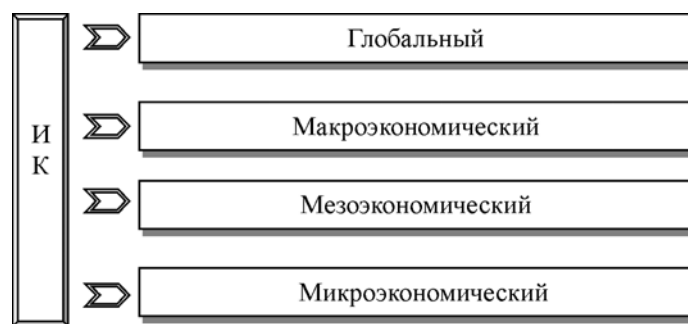 И
К
Глобальный
Макроэкономический
Мезоэкономический
Микроэкономический